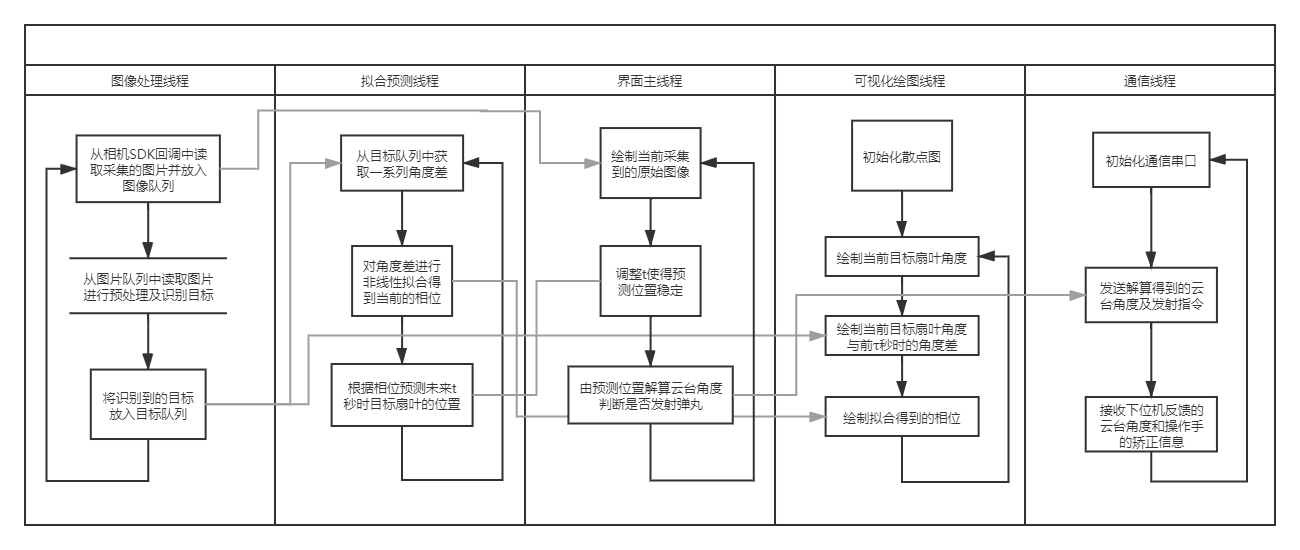 图像处理线程
拟合预测线程
界面主线程
可视化绘图线程
通信线程
从相机SDK回调中读
取采集的图片并放入
图像队列
从图片队列中读取图片
进行预处理及识别目标
将识别到的目标
放入目标队列
从目标队列中获
取一系列角度差
对角度差进行
非线性拟合得
到当前的相位
根据相位预测未来t
秒时目标扇叶的位置
绘制当前采集
到的原始图像
调整t使得预
测位置稳定
由预测位置解算云台角度
判断是否发射弹丸
初始化散点图
绘制当前目标扇叶角度
绘制当前目标扇叶角度
与前τ秒时的角度差
绘制拟合得到的相位
初始化通信串口
发送解算得到的云
台角度及发射指令
接收下位机反馈的
云台角度和操作手
的矫正信息